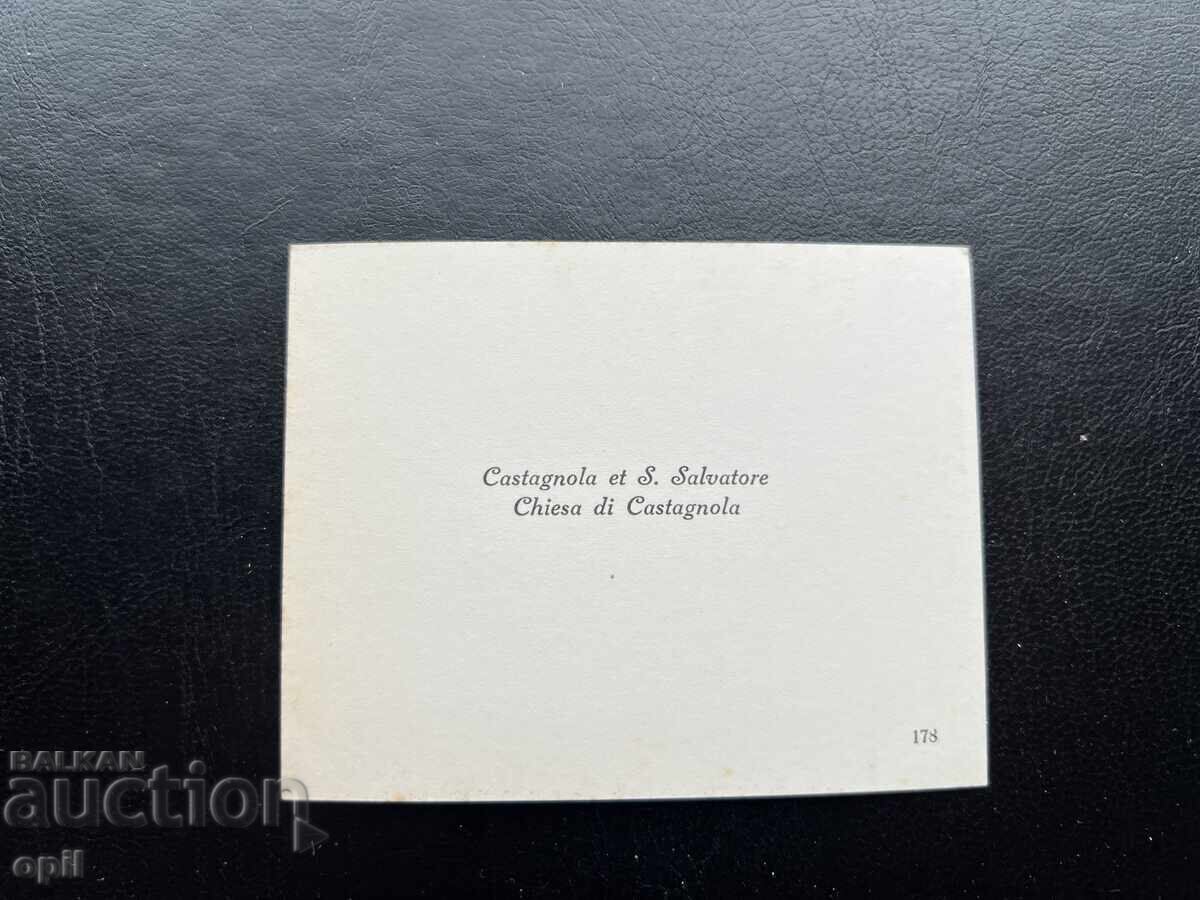 Castagnola et S. Salvatore
Chiesa di Castagnola
178
BALKAN
auction
opil